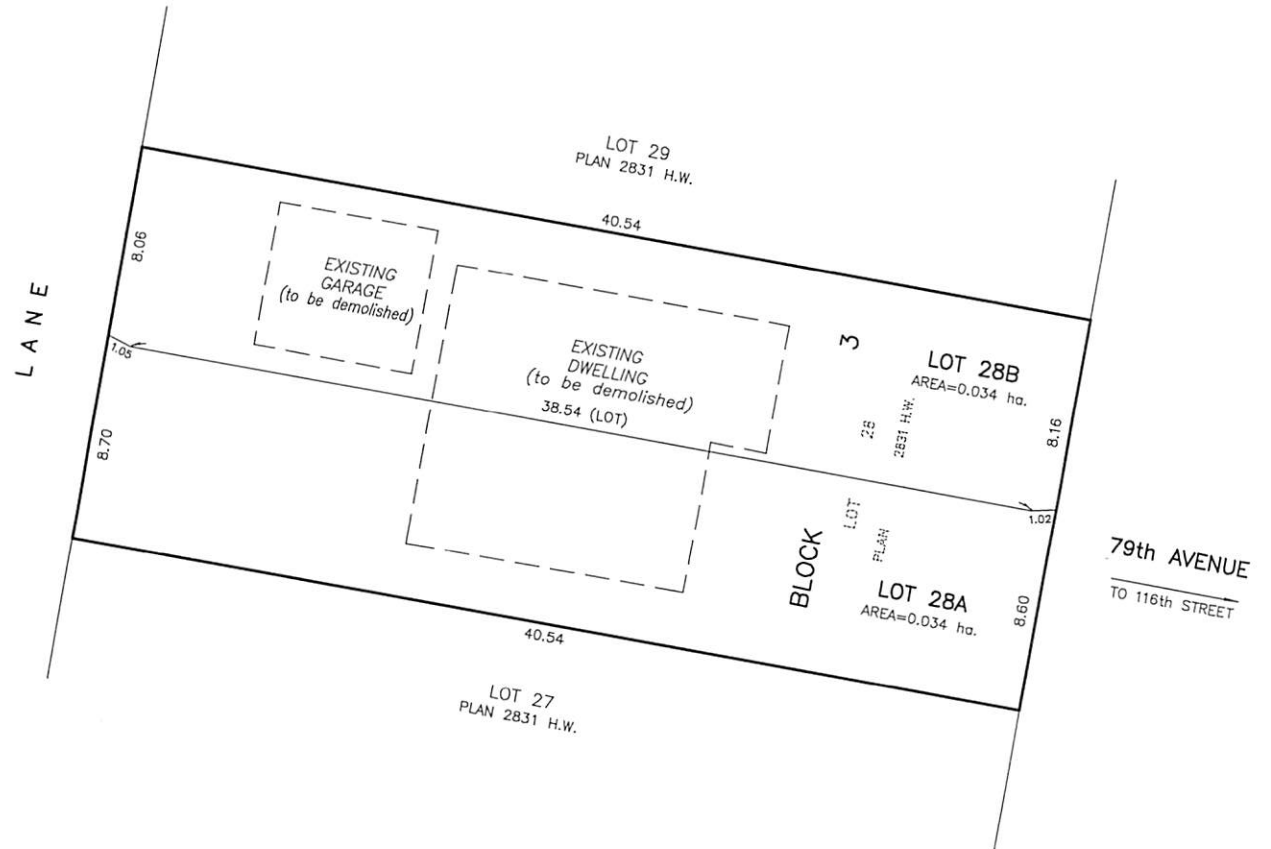 LOT 29
PLAN 2831 H.W.
40.54
8.06
LANE
EXISTING
GARAGE
(to be demolished)
EXISTING
DWELLING
(to be demolished)
38.54 (LOT)
1.05
8.70
3
LOT 28B
AREA=0.034 ha.
28
2831 H.W.
8.16
1.02
BLOCK
LOT
PLAN
LOT 28A
AREA=0.034 ha.
8.60
79th AVENUE
TO 116th STREET
40.54
LOT 27
PLAN 2831 H.W.